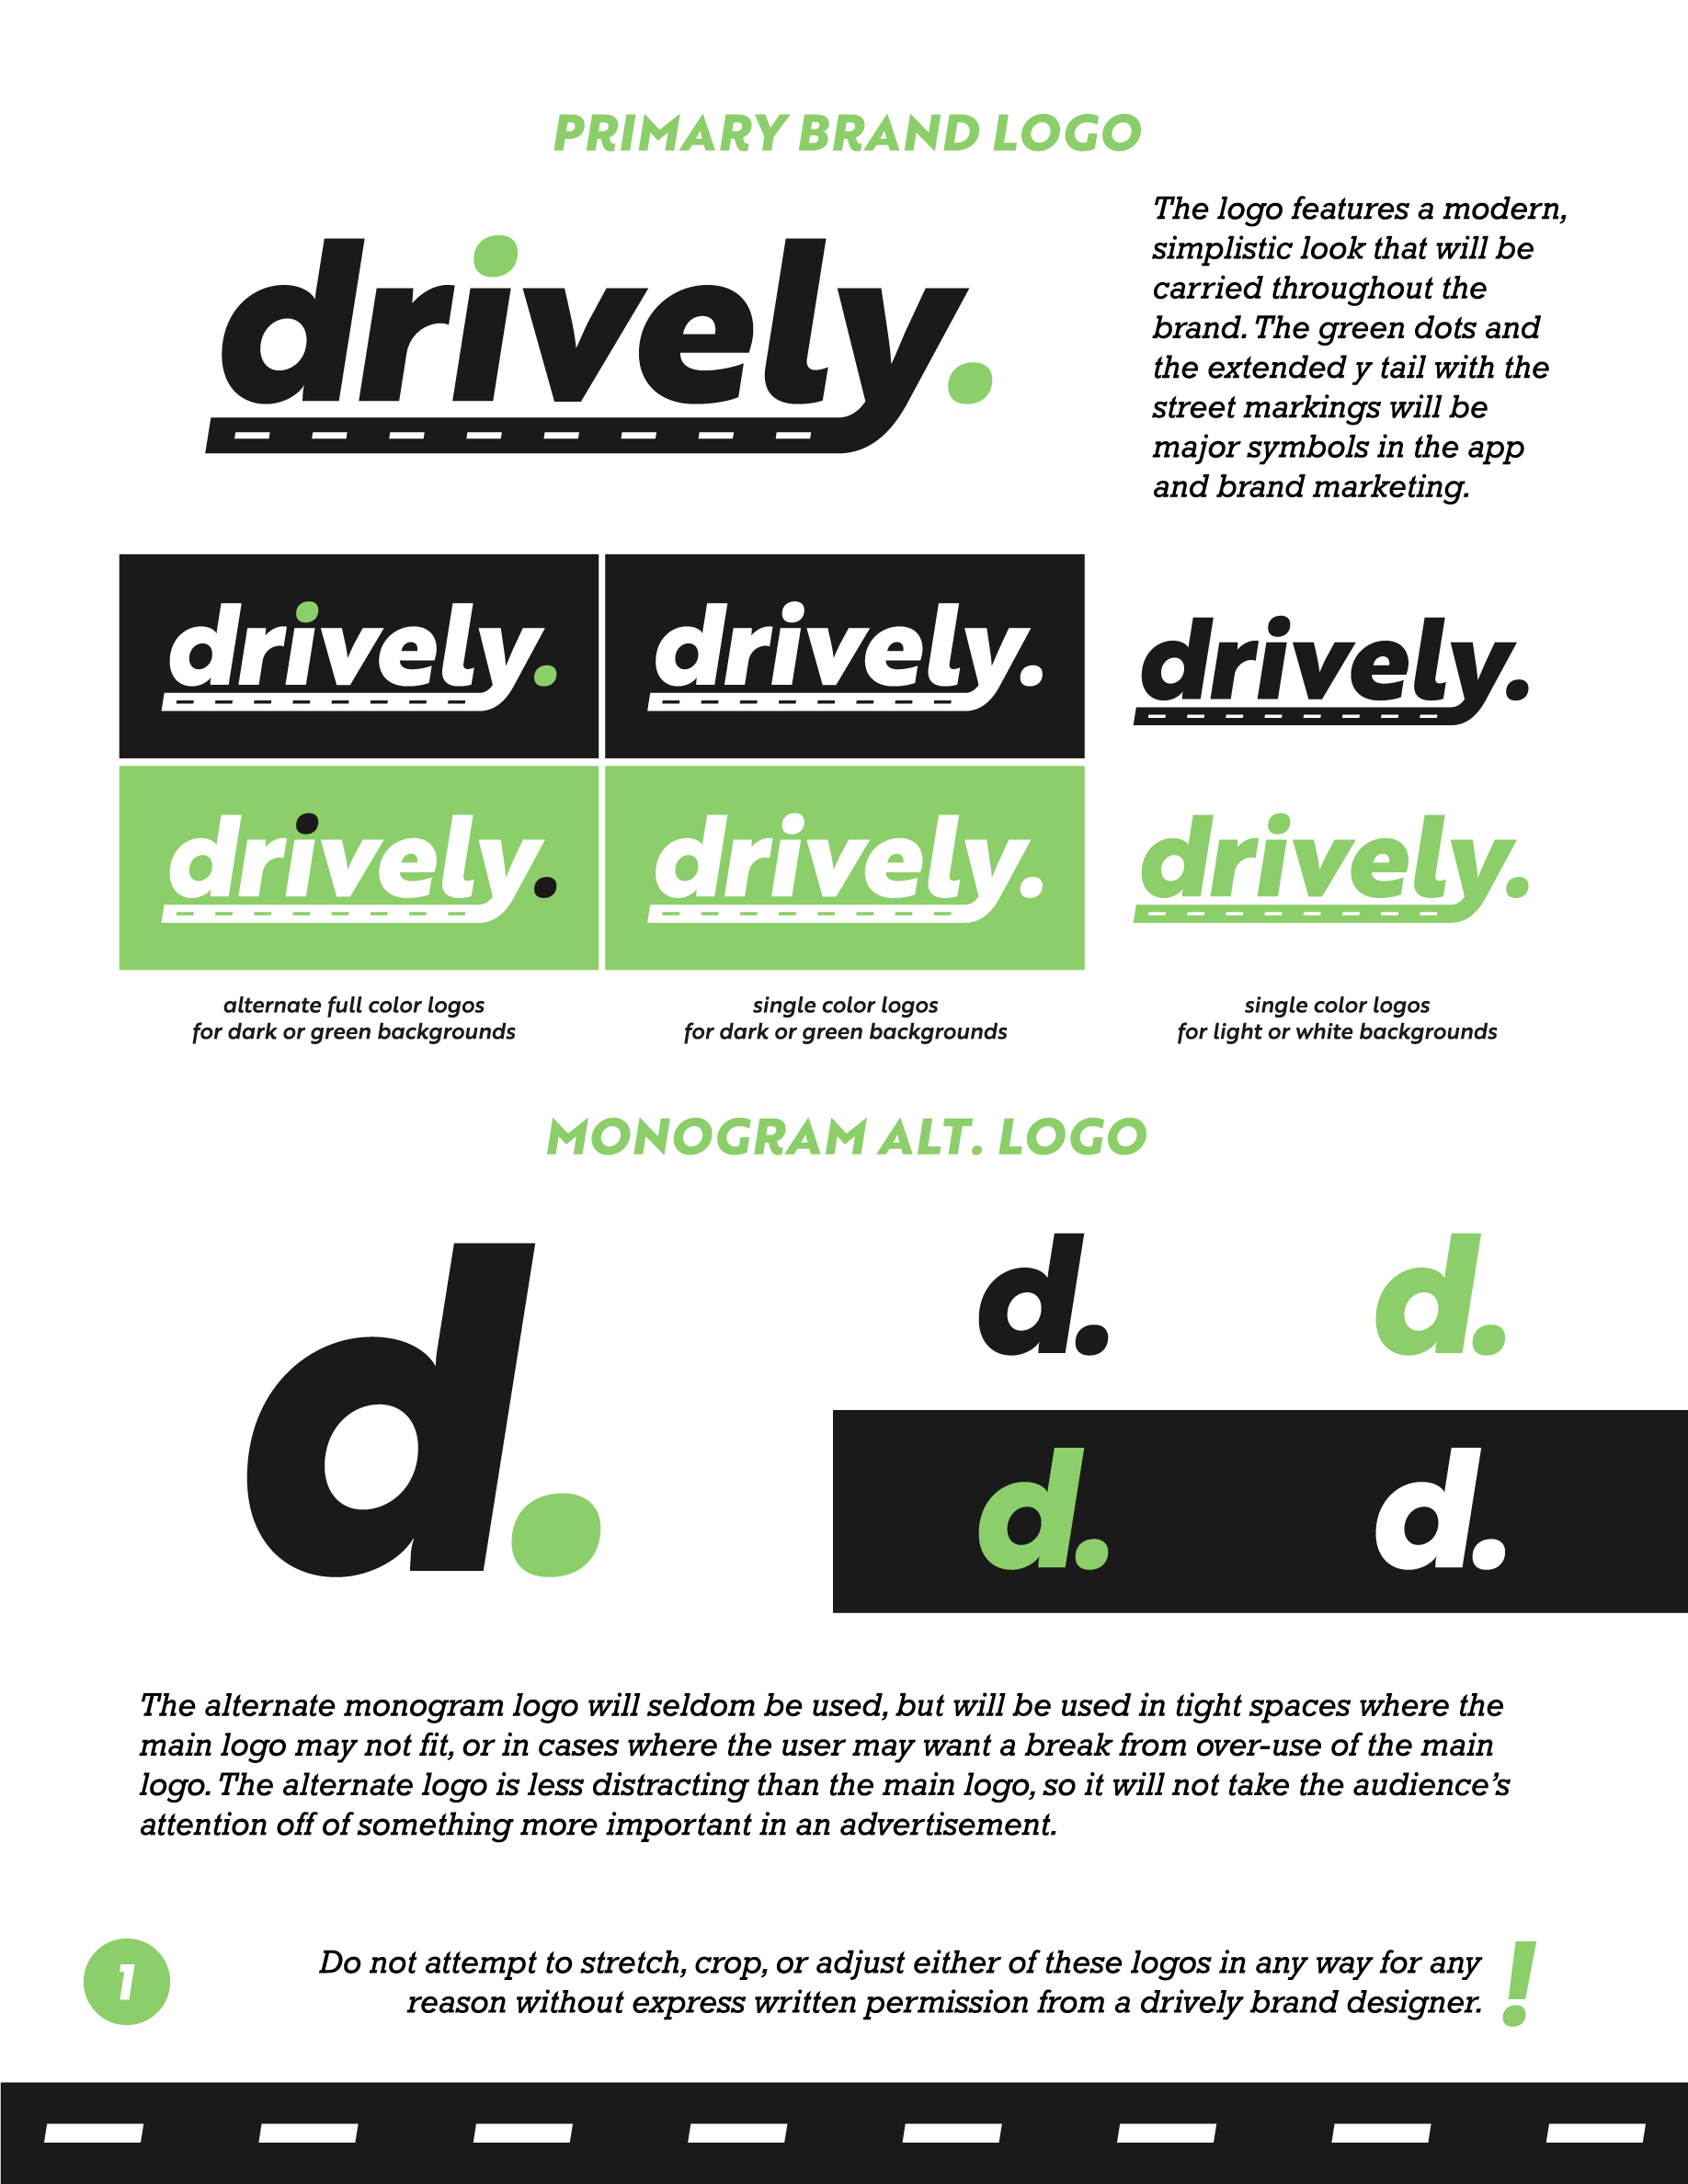 PRIMARY BRAND LOGO
drively.
The logo features a modern,
simplistic look that will be
carried throughout the
brand. The green dots and
the extended y tail with the
street markings will be
major symbols in the app
and brand marketing.
drively.
drively.
drively.
drively.
drively.
drively.
alternate full color logos
for dark or green backgrounds
single color logos
for dark or green backgrounds
single color logos
for light or white backgrounds
MONOGRAM ALT. LOGO
d.
d.
d.
d.
d.
The alternate monogram logo will seldom be used, but will be used in tight spaces where the
main logo may not fit, or in cases where the user may want a break from over-use of the main
logo. The alternate logo is less distracting than the main logo, so it will not take the audience’s
attention off of something more important in an advertisement.
1
Do not attempt to stretch, crop, or adjust either of these logos in any way for any
reason without express written permission from a drively brand designer.
!